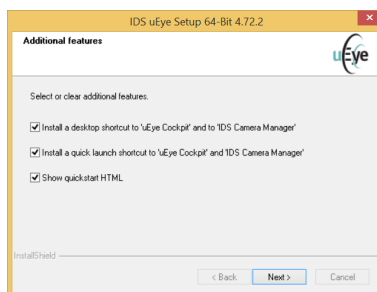 IDS uEye Setup 64-Bit 4.72.2
×
Additional features
uEye
Select or clear additional features.
Install a desktop shortcut to 'uEye Cockpit' and to 'IDS Camera Manager'
Install a quick launch shortcut to 'uEye Cockpit' and 'IDS Camera Manager'
Show quickstart HTML
InstallShield
< Back Next > Cancel